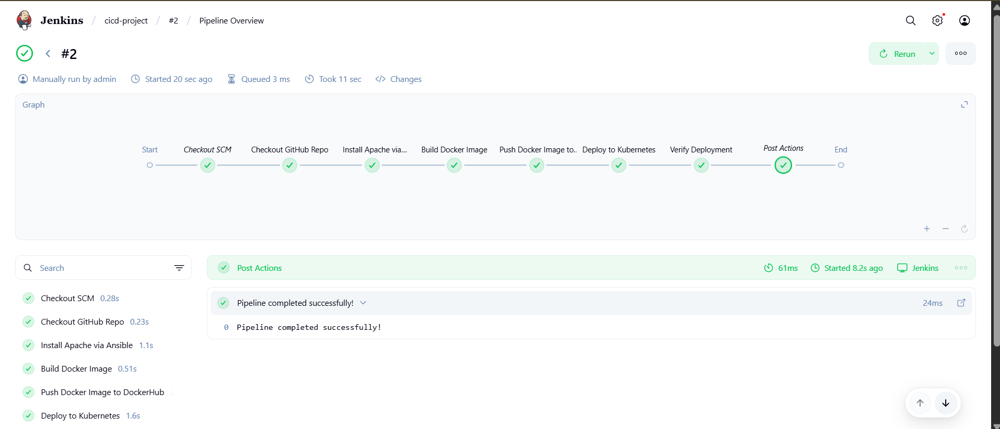 Jenkins / cicd-project / #2 / Pipeline Overview
#2
Rerun
Manually run by admin Started 20 sec ago Queued 3 ms Took 11 sec </> Changes
Graph
Start Checkout SCM Checkout GitHub Repo Install Apache via... Build Docker Image Push Docker Image to... Deploy to Kubernetes Verify Deployment Post Actions End
Search
Post Actions 61ms Started 8.2s ago Jenkins
Pipeline completed successfully! 24ms
0 Pipeline completed successfully!
Checkout SCM 0.28s
Checkout GitHub Repo 0.23s
Install Apache via Ansible 1.1s
Build Docker Image 0.51s
Push Docker Image to DockerHub
Deploy to Kubernetes 1.6s